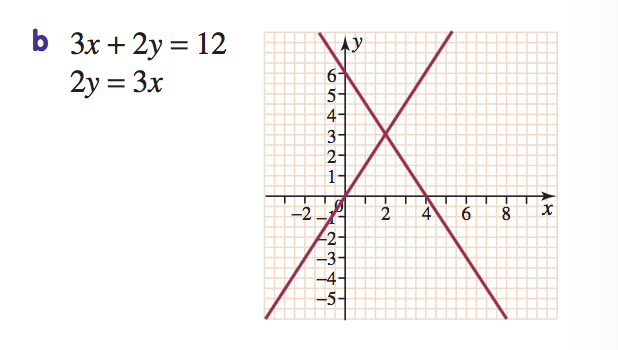 b 3x + 2y = 12
2y = 3x
y
6
5
4
3
2
1
–2 –1 0 2 4 6 8 x
–2
–3
–4
–5